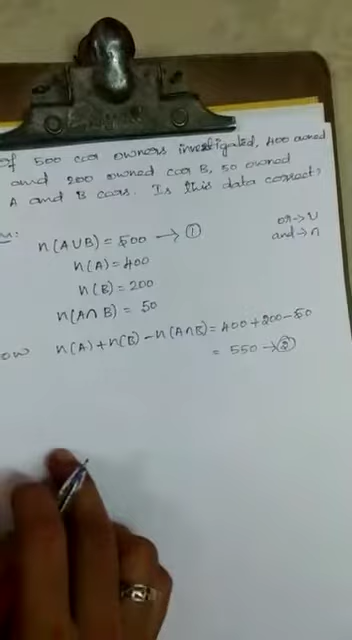 of 500 car owners investigated, 400 owned
and 200 owned car B, 50 owned
A and B cars. Is this data correct?
n(A∪B) = 500 → ①
or → ∪
and → ∩
n(A) = 400
n(B) = 200
n(A∩B) = 50
n(A) + n(B) - n(A∩B) = 400 + 200 - 50
= 550 → ②